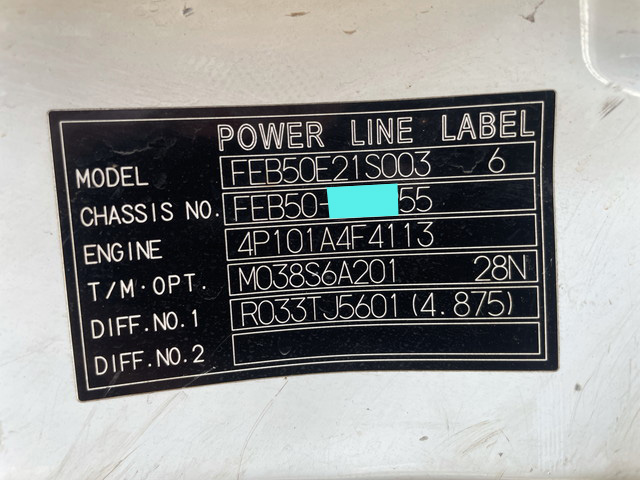 POWER LINE LABEL
MODEL FEB50E21S003 6
CHASSIS NO. FEB50- 55
ENGINE 4P101A4F4113
T/M·OPT. M038S6A201 28N
DIFF.NO.1 R033TJ5601 (4.875)
DIFF.NO.2